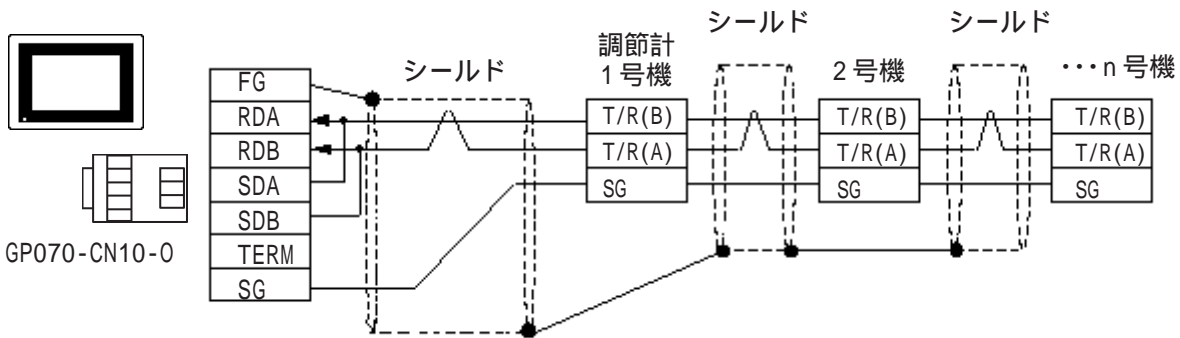 シールド
シールド
シールド
調節計
1号機
2号機
・・・n号機
FG
RDA
RDB
SDA
SDB
TERM
SG
T/R(B)
T/R(A)
SG
T/R(B)
T/R(A)
SG
T/R(B)
T/R(A)
SG
GP070-CN10-O